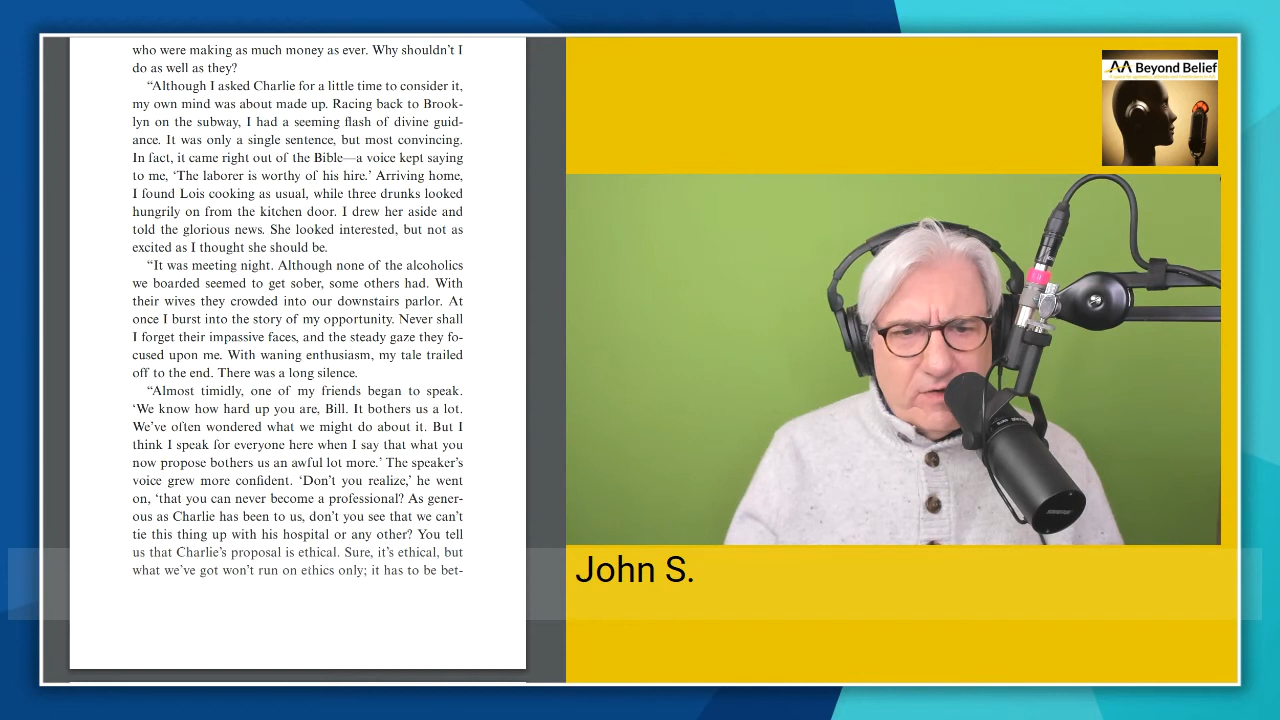 who were making as much money as ever. Why shouldn't I
do as well as they?
“Although I asked Charlie for a little time to consider it,
my own mind was about made up. Racing back to Brook-
lyn on the subway, I had a seeming flash of divine guid-
ance. It was only a single sentence, but most convincing.
In fact, it came right out of the Bible—a voice kept saying
to me, ‘The laborer is worthy of his hire.’ Arriving home,
I found Lois cooking as usual, while three drunks looked
hungrily on from the kitchen door. I drew her aside and
told the glorious news. She looked interested, but not as
excited as I thought she should be.
“It was meeting night. Although none of the alcoholics
we boarded seemed to get sober, some others had. With
their wives they crowded into our downstairs parlor. At
once I burst into the story of my opportunity. Never shall
I forget their impassive faces, and the steady gaze they fo-
cused upon me. With waning enthusiasm, my tale trailed
off to the end. There was a long silence.
“Almost timidly, one of my friends began to speak.
‘We know how hard up you are, Bill. It bothers us a lot.
We’ve often wondered what we might do about it. But I
think I speak for everyone here when I say that what you
now propose bothers us an awful lot more.’ The speaker’s
voice grew more confident. ‘Don’t you realize,’ he went
on, ‘that you can never become a professional? As gener-
ous as Charlie has been to us, don’t you see that we can’t
tie this thing up with his hospital or any other? You tell
us that Charlie’s proposal is ethical. Sure, it’s ethical, but
what we’ve got won’t run on ethics only; it has to be bet-
AA Beyond Belief
SHURE
John S.